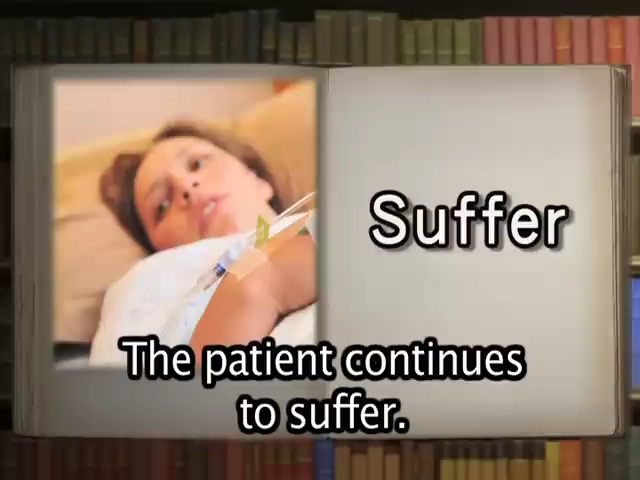 Suffer
The patient continues
to suffer.